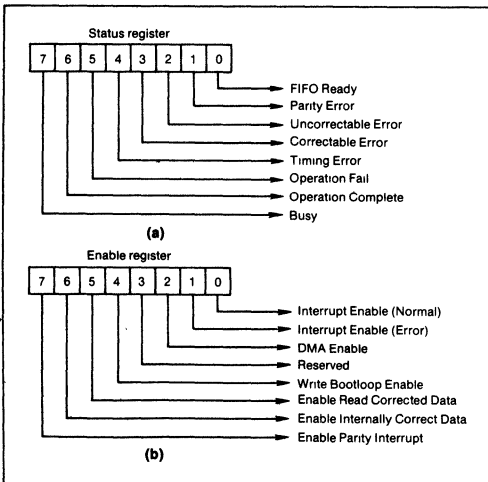 Status register
7 6 5 4 3 2 1 0
FIFO Ready
Parity Error
Uncorrectable Error
Correctable Error
Timing Error
Operation Fail
Operation Complete
Busy
(a)
Enable register
7 6 5 4 3 2 1 0
Interrupt Enable (Normal)
Interrupt Enable (Error)
DMA Enable
Reserved
Write Bootloop Enable
Enable Read Corrected Data
Enable Internally Correct Data
Enable Parity Interrupt
(b)